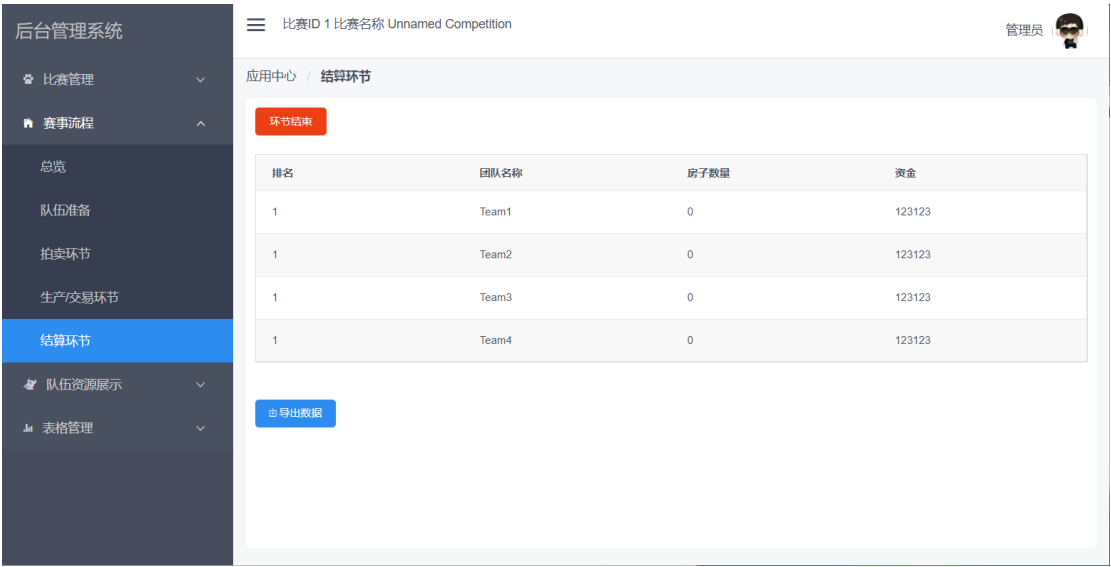 后台管理系统
比赛ID 1 比赛名称 Unnamed Competition
管理员
比赛管理
赛事流程
总览
队伍准备
拍卖环节
生产/交易环节
结算环节
队伍资源展示
表格管理
应用中心 / 结算环节
环节结束
排名 团队名称 房子数量 资金
1 Team1 0 123123
1 Team2 0 123123
1 Team3 0 123123
1 Team4 0 123123
导出数据